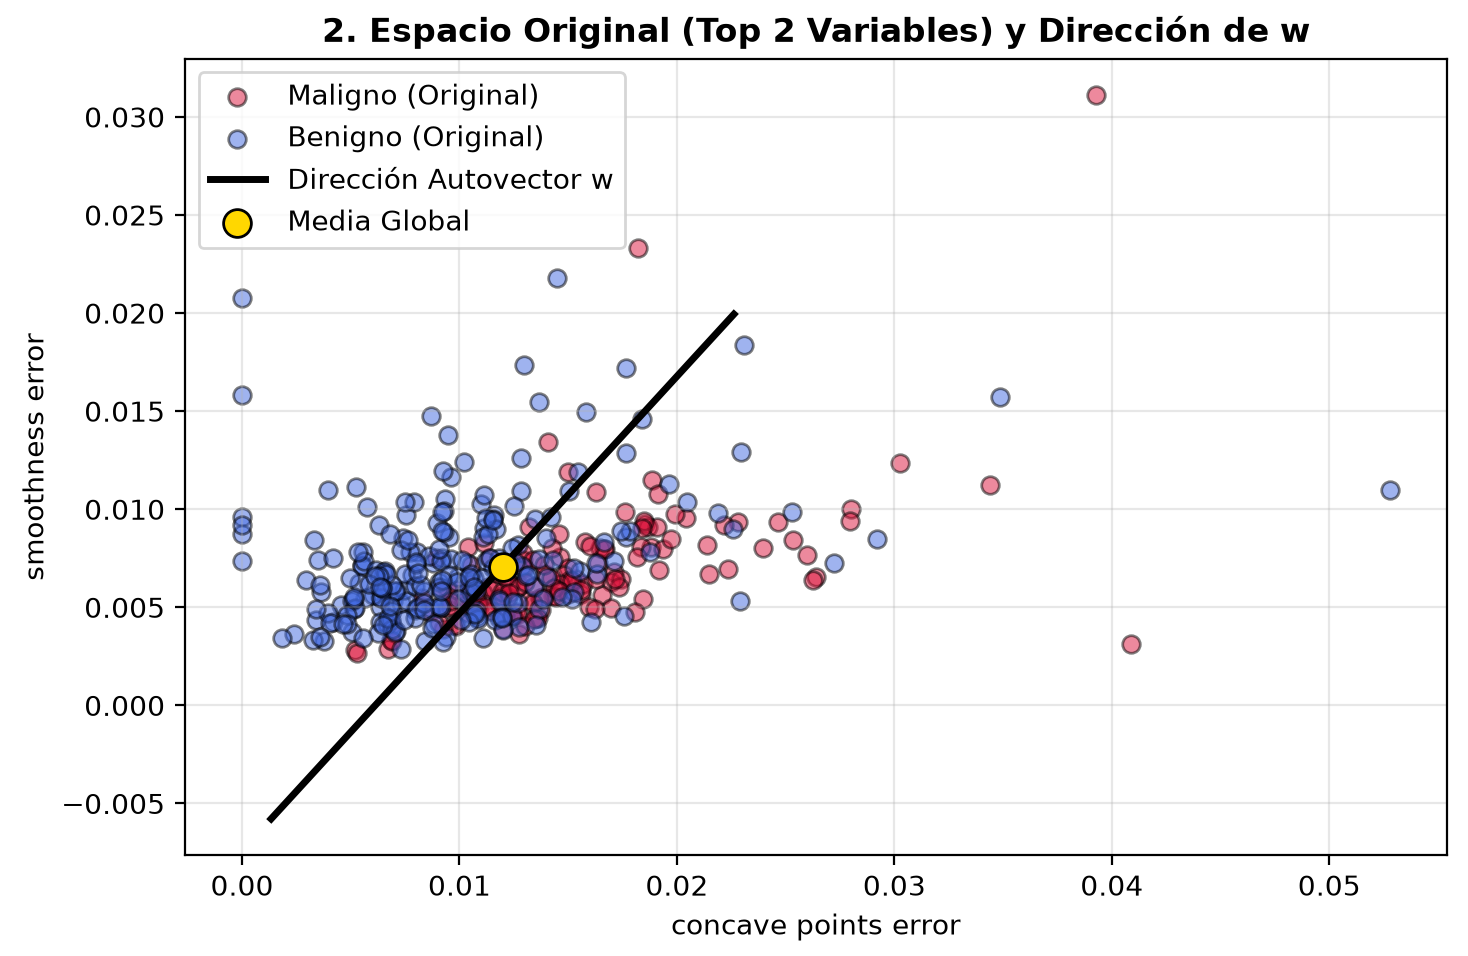 2. Espacio Original (Top 2 Variables) y Dirección de w
Maligno (Original)
Benigno (Original)
Dirección Autovector w
Media Global
smoothness error
0.030
0.025
0.020
0.015
0.010
0.005
0.000
−0.005
0.00 0.01 0.02 0.03 0.04 0.05
concave points error